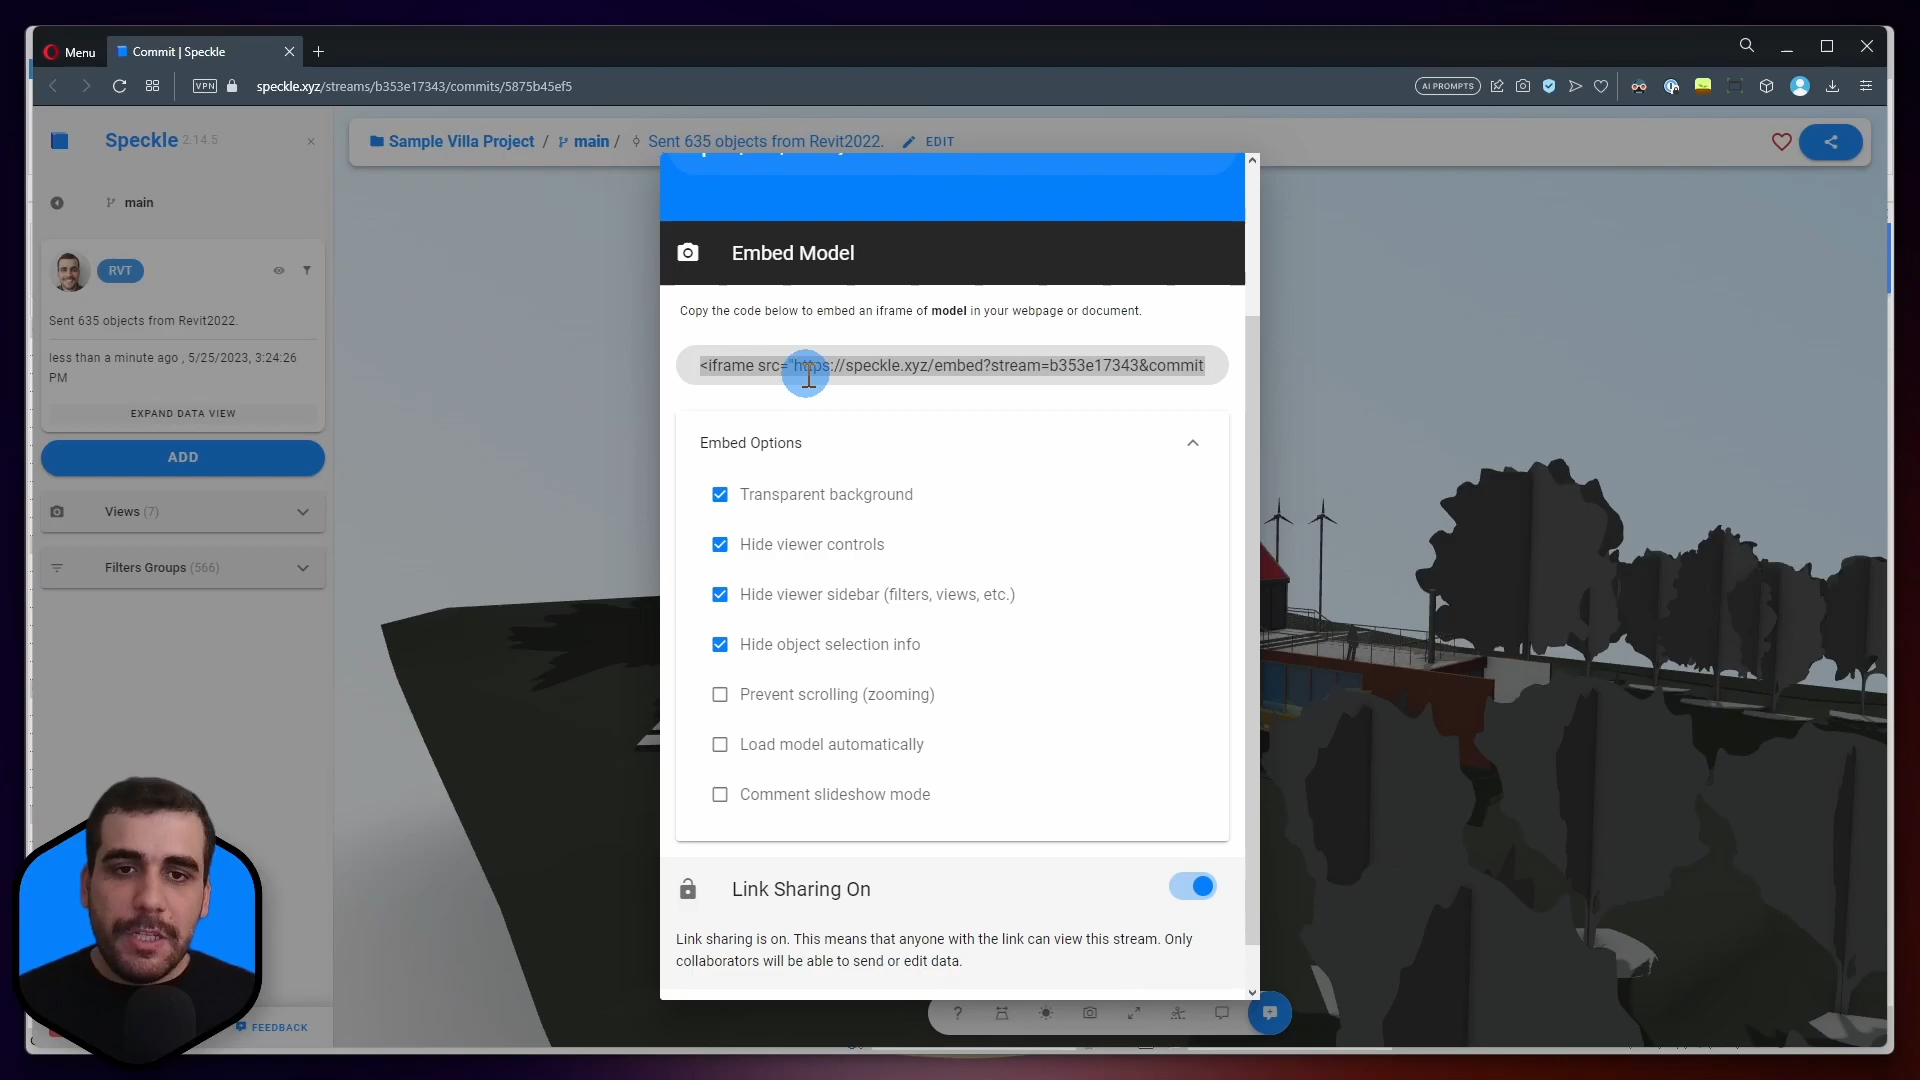 Menu
Commit | Speckle
VPN
speckle.xyz/streams/b353e17343/commits/5875b45ef5
AI PROMPTS
Speckle 2.14.5
Sample Villa Project / main / Sent 635 objects from Revit2022. EDIT
main
RVT
Sent 635 objects from Revit2022.
less than a minute ago , 5/25/2023, 3:24:26
PM
EXPAND DATA VIEW
ADD
Views (7)
Filters Groups (566)
FEEDBACK
Embed Model
Copy the code below to embed an iframe of model in your webpage or document.
<iframe src="https://speckle.xyz/embed?stream=b353e17343&commit
Embed Options
Transparent background
Hide viewer controls
Hide viewer sidebar (filters, views, etc.)
Hide object selection info
Prevent scrolling (zooming)
Load model automatically
Comment slideshow mode
Link Sharing On
Link sharing is on. This means that anyone with the link can view this stream. Only
collaborators will be able to send or edit data.
?